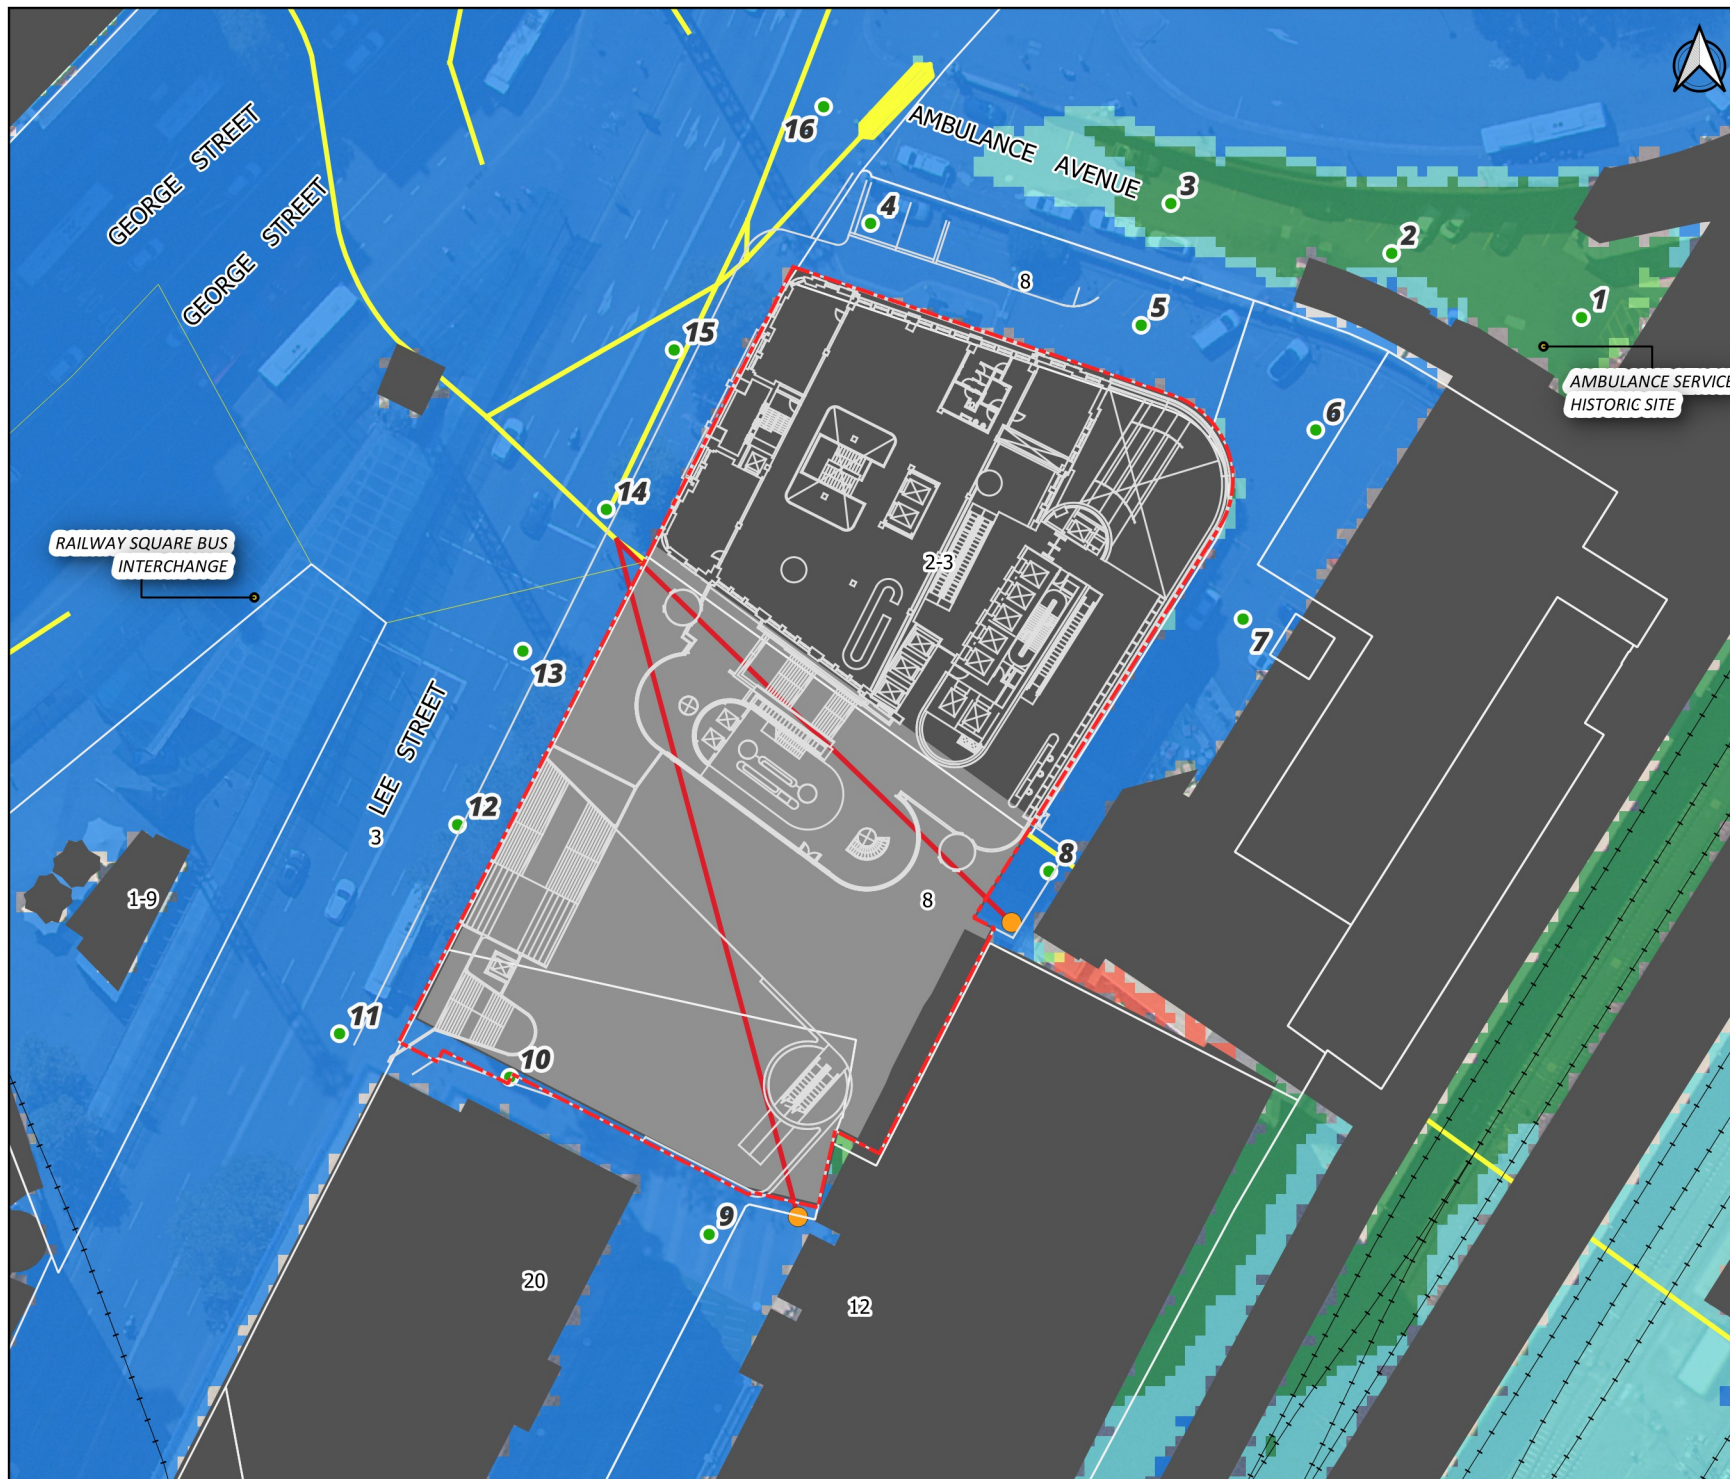 GEORGE STREET
GEORGE STREET
16
AMBULANCE AVENUE
3
4
2
8
5
1
15
AMBULANCE SERVICE
HISTORIC SITE
6
14
RAILWAY SQUARE BUS
INTERCHANGE
2-3
7
13
LEE STREET
12
3
8
1-9
8
11
10
9
20
12